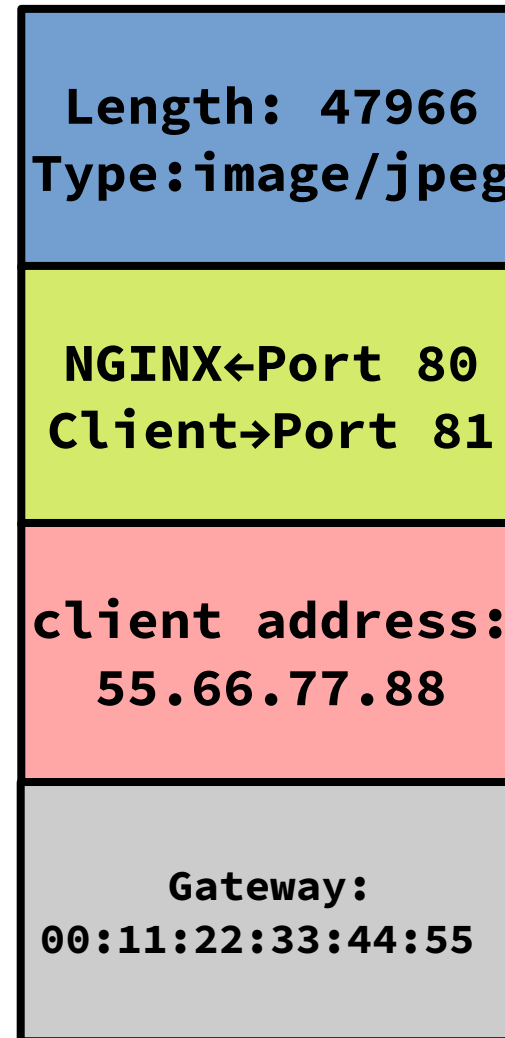 Length: 47966
Type:image/jpeg
NGINX←Port 80
Client→Port 81
client address:
55.66.77.88
Gateway:
00:11:22:33:44:55